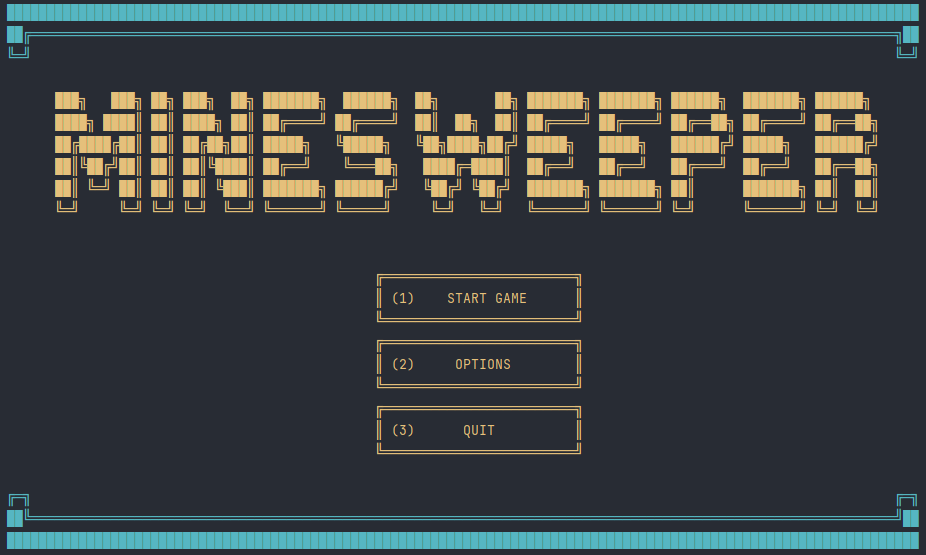 MINESWEEPER
(1) START GAME
(2) OPTIONS
(3) QUIT